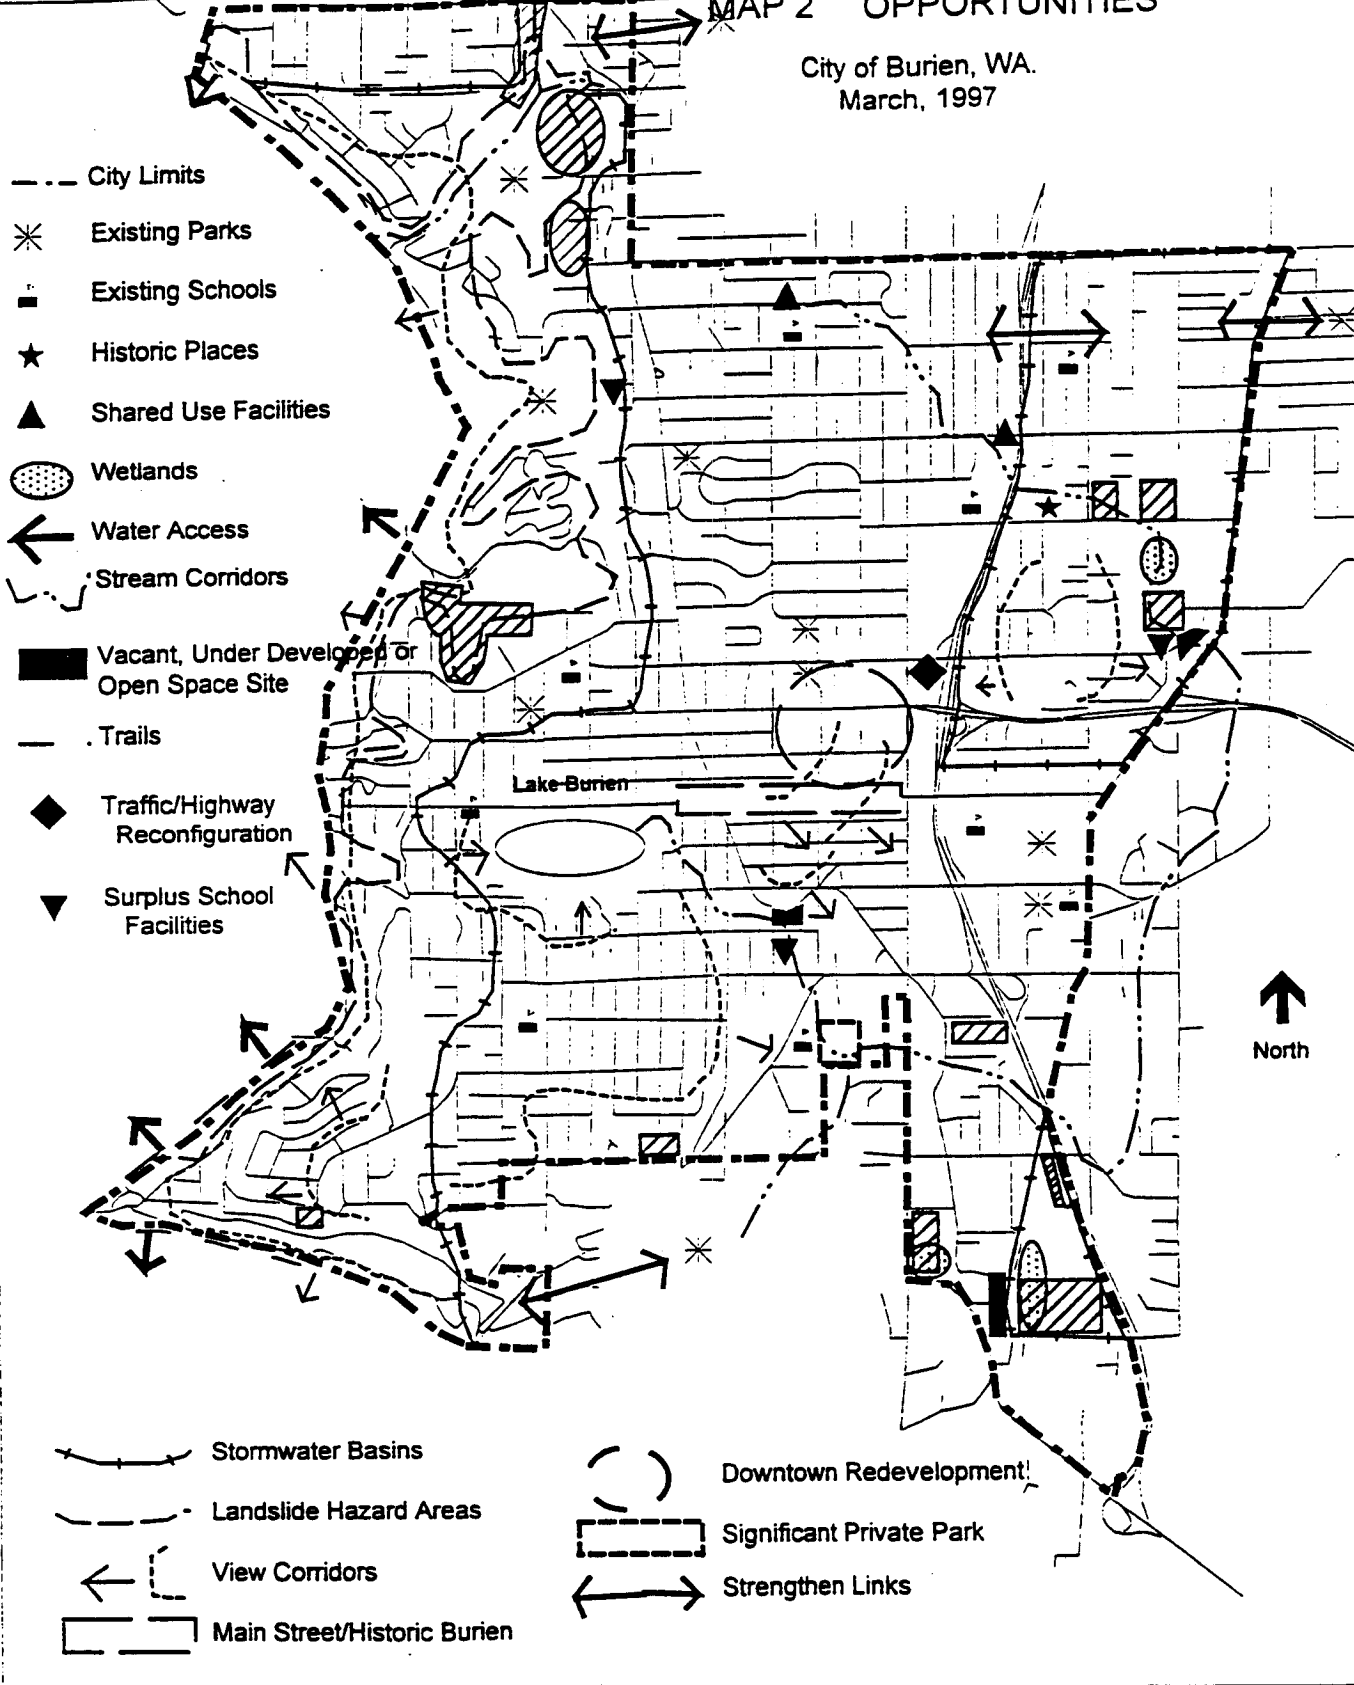 MAP 2 OPPORTUNITIES
City of Burien, WA.
March, 1997
City Limits
Existing Parks
Existing Schools
Historic Places
Shared Use Facilities
Wetlands
Water Access
Stream Corridors
Vacant, Under Developed or
Open Space Site
Trails
Traffic/Highway
Reconfiguration
Surplus School
Facilities
Lake Burien
North
Stormwater Basins
Landslide Hazard Areas
View Corridors
Main Street/Historic Burien
Downtown Redevelopment
Significant Private Park
Strengthen Links